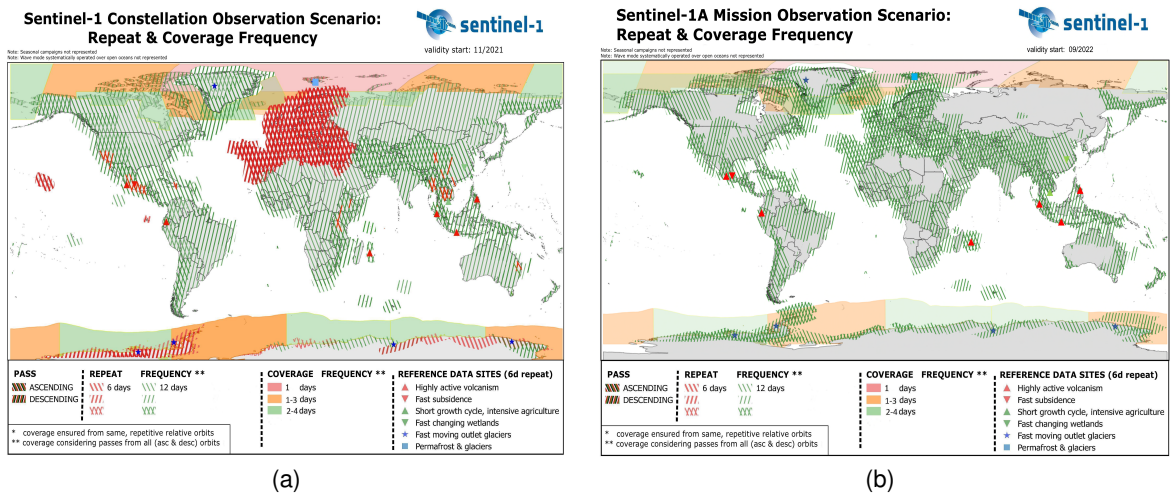 Sentinel-1 Constellation Observation Scenario:
Repeat & Coverage Frequency
sentinel-1
validity start: 11/2021
Note: Seasonal campaigns not represented
Note: Wave mode systematically operated over open oceans not represented
PASS
ASCENDING
DESCENDING
REPEAT FREQUENCY **
6 days 12 days
COVERAGE FREQUENCY **
1 days
1-3 days
2-4 days
REFERENCE DATA SITES (6d repeat)
Highly active volcanism
Fast subsidence
Short growth cycle, intensive agriculture
Fast changing wetlands
Fast moving outlet glaciers
Permafrost & glaciers
* coverage ensured from same, repetitive relative orbits
** coverage considering passes from all (asc & desc) orbits
(a)
Sentinel-1A Mission Observation Scenario:
Repeat & Coverage Frequency
sentinel-1
validity start: 09/2022
Note: Seasonal campaigns not represented
Note: Wave mode systematically operated over open oceans not represented
PASS
ASCENDING
DESCENDING
REPEAT FREQUENCY **
6 days 12 days
COVERAGE FREQUENCY **
1 days
1-3 days
2-4 days
REFERENCE DATA SITES (6d repeat)
Highly active volcanism
Fast subsidence
Short growth cycle, intensive agriculture
Fast changing wetlands
Fast moving outlet glaciers
Permafrost & glaciers
* coverage ensured from same, repetitive relative orbits
** coverage considering passes from all (asc & desc) orbits
(b)